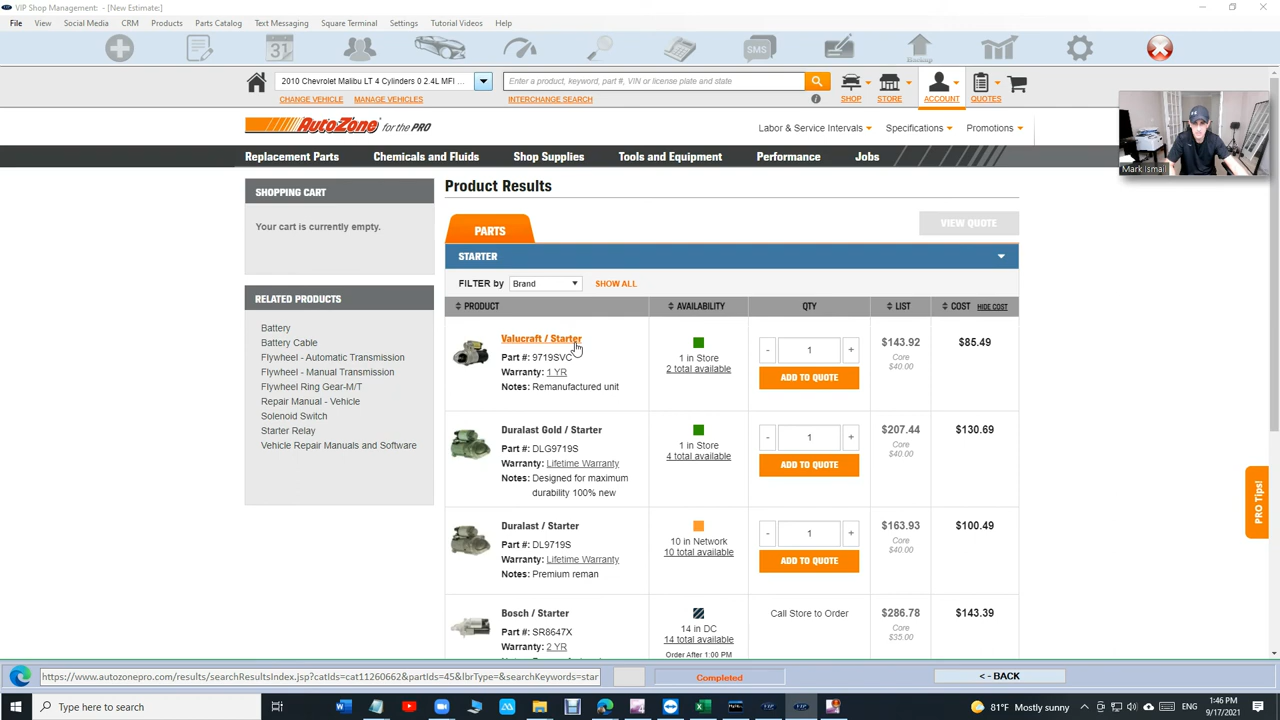 VIP Shop Management: - [New Estimate:]
File View Social Media CRM Products Parts Catalog Text Messaging Square Terminal Settings Tutorial Videos Help
31
SMS
Backup
2010 Chevrolet Malibu LT 4 Cylinders 0 2.4L MFI ...
Enter a product, keyword, part #, VIN or license plate and state
CHANGE VEHICLE MANAGE VEHICLES INTERCHANGE SEARCH
SHOP STORE ACCOUNT QUOTES
AutoZone for the PRO
Labor & Service Intervals Specifications Promotions
Replacement Parts Chemicals and Fluids Shop Supplies Tools and Equipment Performance Jobs
Mark Ismail
SHOPPING CART
Your cart is currently empty.
RELATED PRODUCTS
Battery
Battery Cable
Flywheel - Automatic Transmission
Flywheel - Manual Transmission
Flywheel Ring Gear-M/T
Repair Manual - Vehicle
Solenoid Switch
Starter Relay
Vehicle Repair Manuals and Software
Product Results
PARTS
VIEW QUOTE
STARTER
FILTER by Brand SHOW ALL
PRODUCT AVAILABILITY QTY LIST COST HIDE COST
Valucraft / Starter
Part #: 9719SVC
Warranty: 1 YR
Notes: Remanufactured unit
1 in Store
2 total available
- 1 +
ADD TO QUOTE
$143.92
Core
$40.00
$85.49
Duralast Gold / Starter
Part #: DLG9719S
Warranty: Lifetime Warranty
Notes: Designed for maximum
durability 100% new
1 in Store
4 total available
- 1 +
ADD TO QUOTE
$207.44
Core
$40.00
$130.69
Duralast / Starter
Part #: DL9719S
Warranty: Lifetime Warranty
Notes: Premium reman
10 in Network
10 total available
- 1 +
ADD TO QUOTE
$163.93
Core
$40.00
$100.49
Bosch / Starter
Part #: SR8647X
Warranty: 2 YR
14 in DC
14 total available
Order After 1:00 PM
Call Store to Order
$286.78
Core
$35.00
$143.39
PRO Tips!
https://www.autozonepro.com/results/searchResultsIndex.jsp?catIds=cat11260662&partIds=45&lbrType=&searchKeywords=star
Completed
< - BACK
Type here to search
81°F Mostly sunny
ENG
1:46 PM
9/17/2021